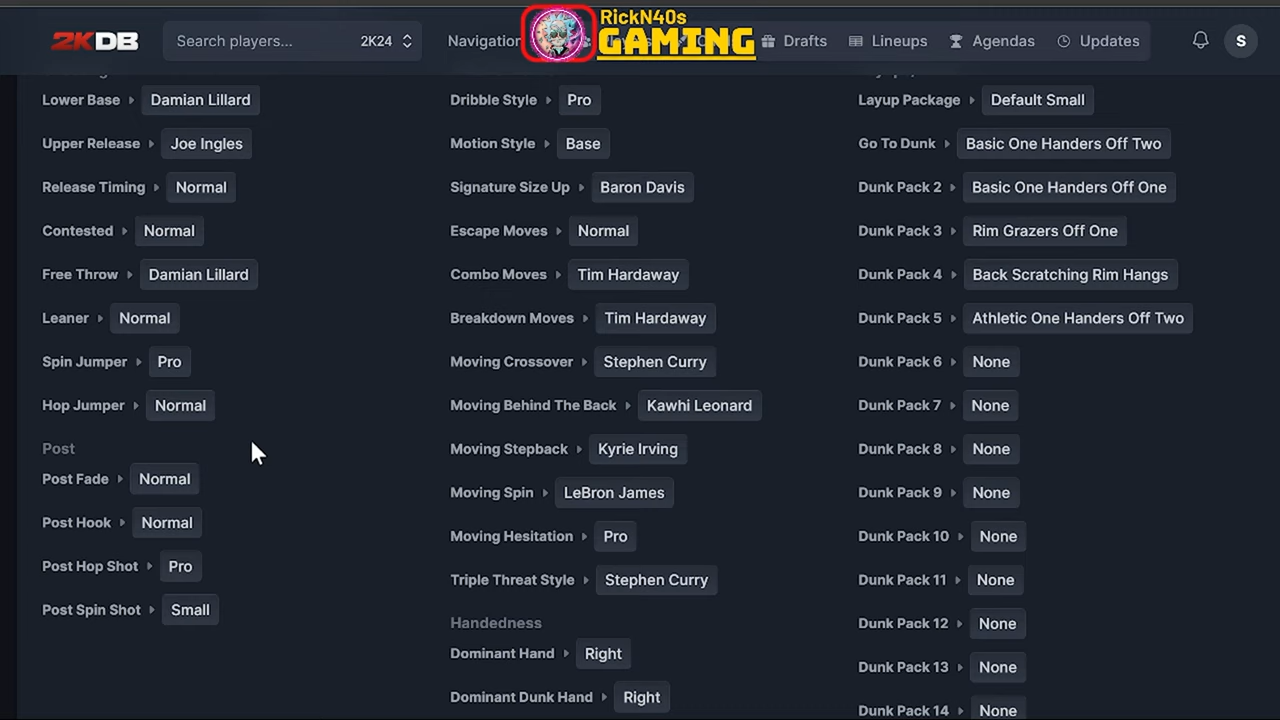 2KDB
Search players...
2K24
Navigation
RickN40s
GAMING
Drafts
Lineups
Agendas
Updates
S
Lower Base
Damian Lillard
Upper Release
Joe Ingles
Release Timing
Normal
Contested
Normal
Free Throw
Damian Lillard
Leaner
Normal
Spin Jumper
Pro
Hop Jumper
Normal
Post
Post Fade
Normal
Post Hook
Normal
Post Hop Shot
Pro
Post Spin Shot
Small
Dribble Style
Pro
Motion Style
Base
Signature Size Up
Baron Davis
Escape Moves
Normal
Combo Moves
Tim Hardaway
Breakdown Moves
Tim Hardaway
Moving Crossover
Stephen Curry
Moving Behind The Back
Kawhi Leonard
Moving Stepback
Kyrie Irving
Moving Spin
LeBron James
Moving Hesitation
Pro
Triple Threat Style
Stephen Curry
Handedness
Dominant Hand
Right
Dominant Dunk Hand
Right
Layup Package
Default Small
Go To Dunk
Basic One Handers Off Two
Dunk Pack 2
Basic One Handers Off One
Dunk Pack 3
Rim Grazers Off One
Dunk Pack 4
Back Scratching Rim Hangs
Dunk Pack 5
Athletic One Handers Off Two
Dunk Pack 6
None
Dunk Pack 7
None
Dunk Pack 8
None
Dunk Pack 9
None
Dunk Pack 10
None
Dunk Pack 11
None
Dunk Pack 12
None
Dunk Pack 13
None
Dunk Pack 14
None